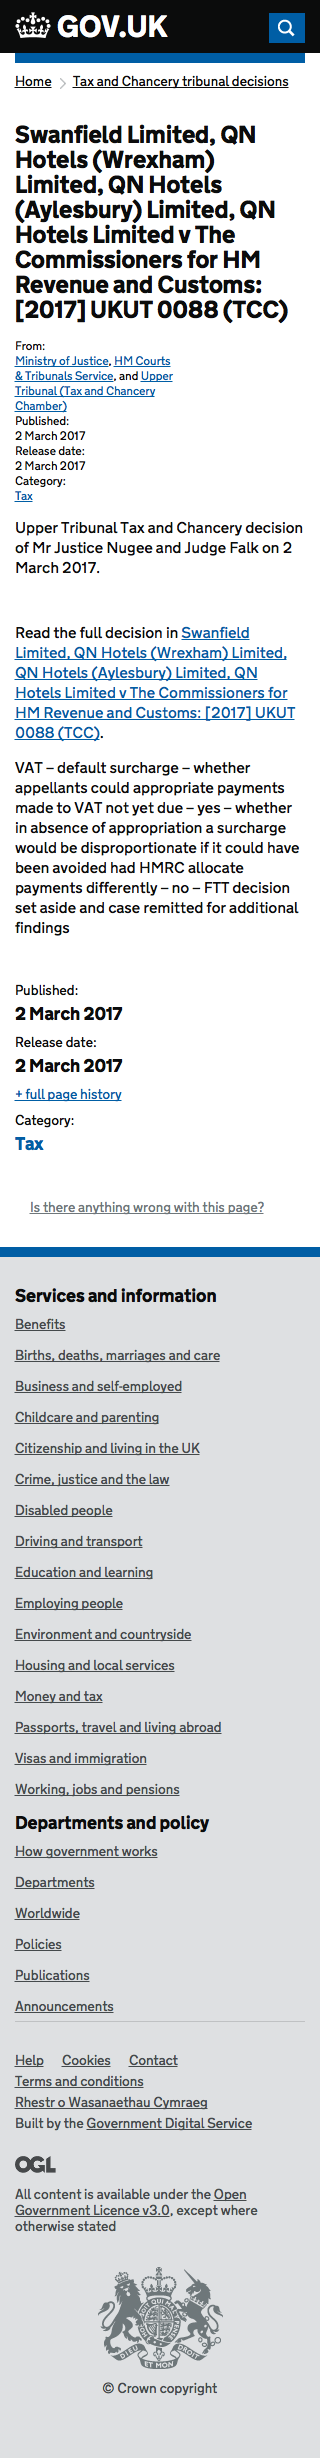 GOV.UK
Home
Tax and Chancery tribunal decisions
Swanfield Limited, QN
Hotels (Wrexham)
Limited, QN Hotels
(Aylesbury) Limited, QN
Hotels Limited v The
Commissioners for HM
Revenue and Customs:
[2017] UKUT 0088 (TCC)
From:
Ministry of Justice, HM Courts
& Tribunals Service, and Upper
Tribunal (Tax and Chancery
Chamber)
Published:
2 March 2017
Release date:
2 March 2017
Category:
Tax
Upper Tribunal Tax and Chancery decision
of Mr Justice Nugee and Judge Falk on 2
March 2017.
Read the full decision in Swanfield
Limited, QN Hotels (Wrexham) Limited,
QN Hotels (Aylesbury) Limited, QN
Hotels Limited v The Commissioners for
HM Revenue and Customs: [2017] UKUT
0088 (TCC).
VAT – default surcharge – whether
appellants could appropriate payments
made to VAT not yet due – yes – whether
in absence of appropriation a surcharge
would be disproportionate if it could have
been avoided had HMRC allocate
payments differently – no – FTT decision
set aside and case remitted for additional
findings
Published:
2 March 2017
Release date:
2 March 2017
+ full page history
Category:
Tax
Is there anything wrong with this page?
Services and information
Benefits
Births, deaths, marriages and care
Business and self-employed
Childcare and parenting
Citizenship and living in the UK
Crime, justice and the law
Disabled people
Driving and transport
Education and learning
Employing people
Environment and countryside
Housing and local services
Money and tax
Passports, travel and living abroad
Visas and immigration
Working, jobs and pensions
Departments and policy
How government works
Departments
Worldwide
Policies
Publications
Announcements
Help Cookies Contact
Terms and conditions
Rhestr o Wasanaethau Cymraeg
Built by the Government Digital Service
OGL
All content is available under the Open
Government Licence v3.0, except where
otherwise stated
DIEU ET MON DROIT
© Crown copyright